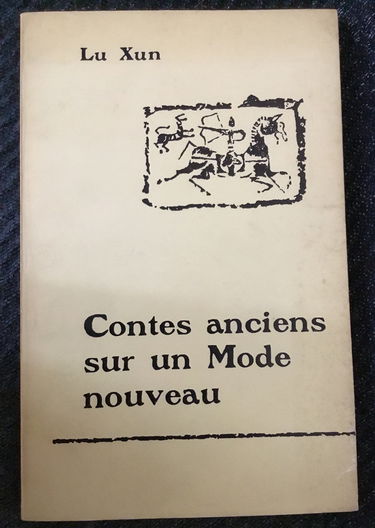 Lu Xun
Contes anciens
sur un Mode
nouveau